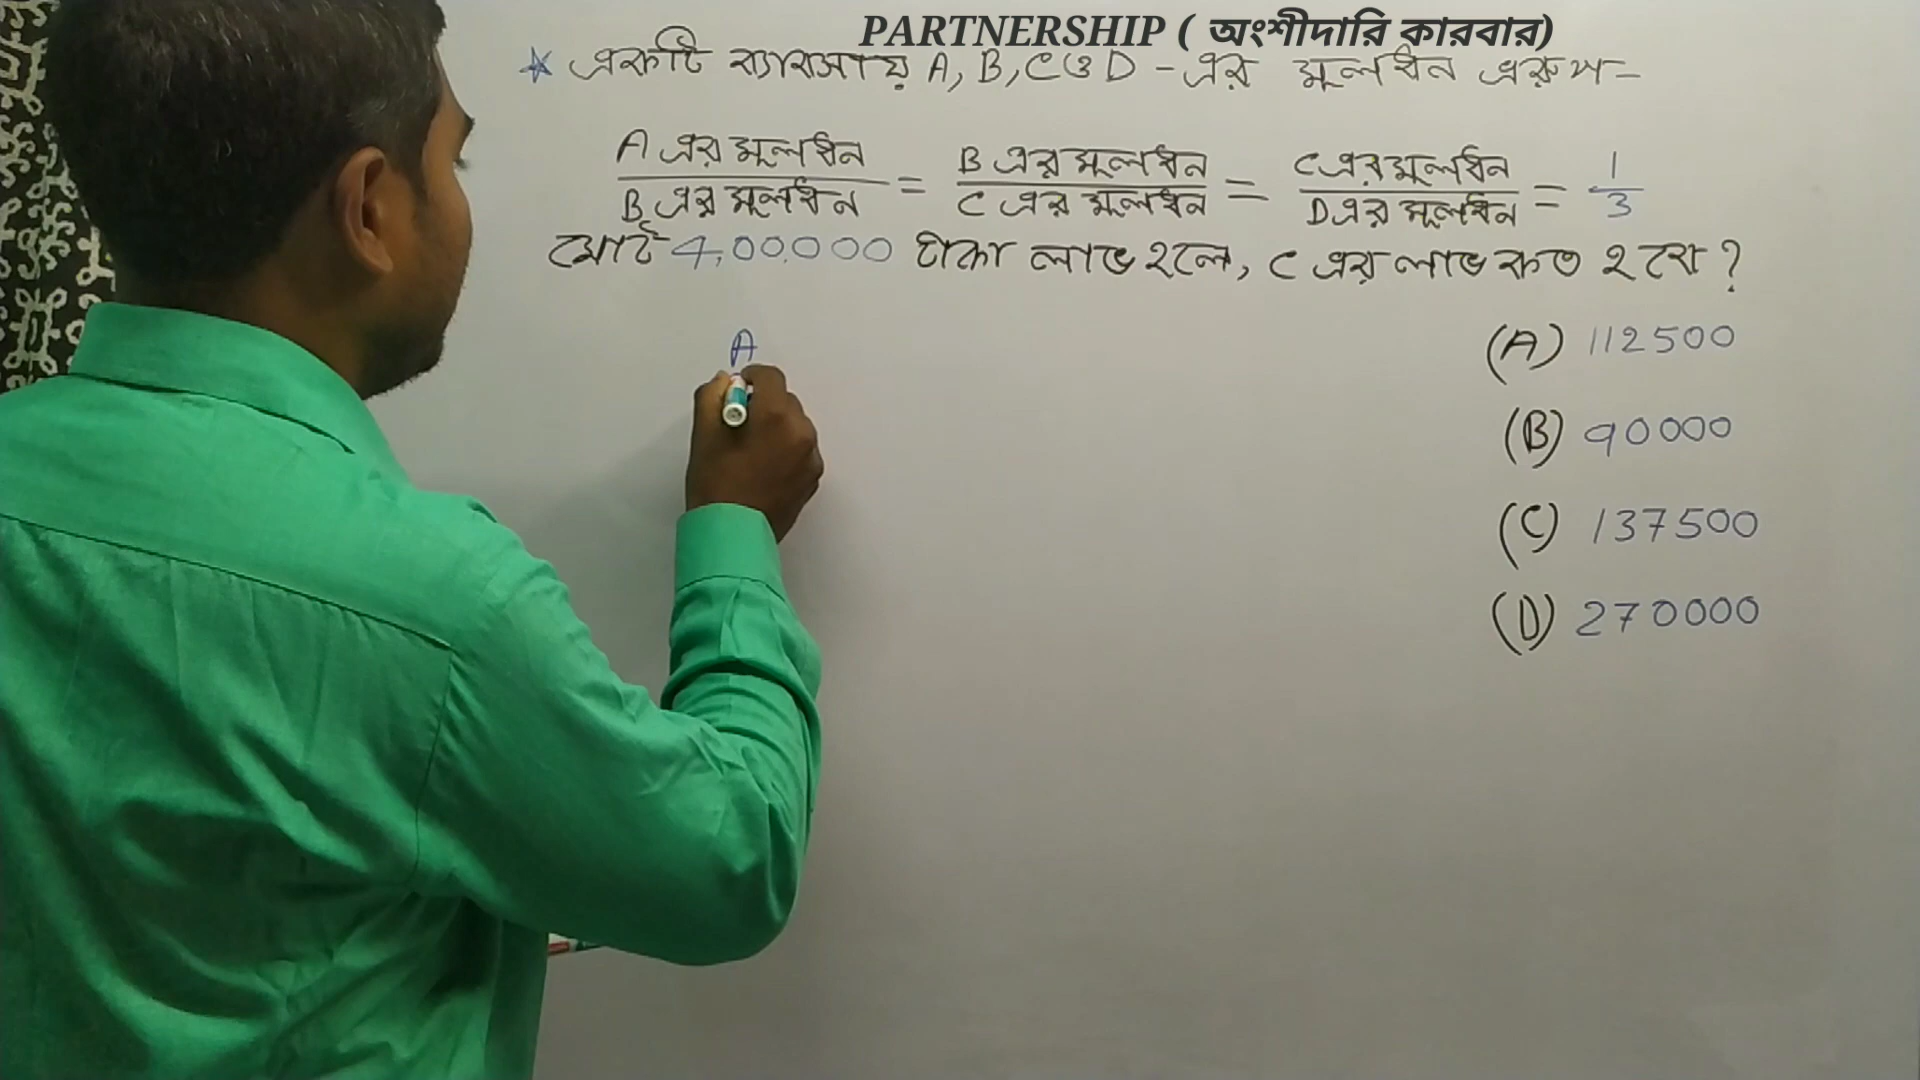 PARTNERSHIP ( অংশীদারি কারবার)
★ একটি ব্যাবসায় A, B, C ও D - এর মূলধন এরূপ -
A এর মূলধন / B এর মূলধন = B এর মূলধন / C এর মূলধন = C এর মূলধন / D এর মূলধন = 1/3
মোট 4,00,000 টাকা লাভ হলে, C এর লাভ কত হবে ?
A
(A) 112500
(B) 90000
(C) 137500
(D) 270000